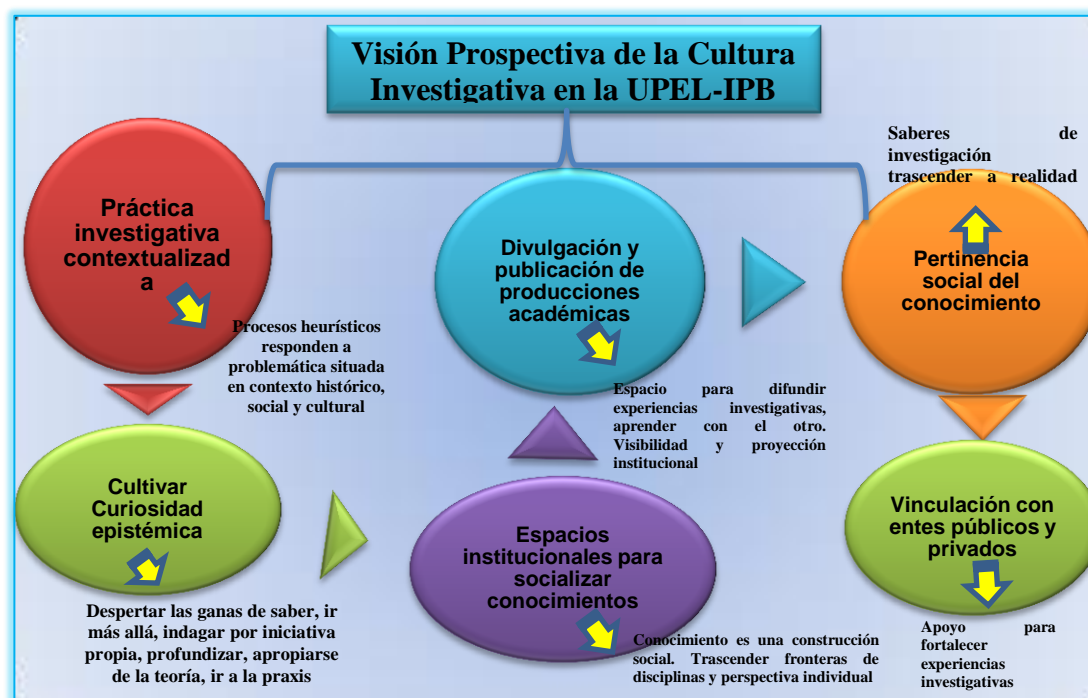 Visión Prospectiva de la Cultura
Investigativa en la UPEL-IPB
Práctica
investigativa
contextualizad
a
Procesos heurísticos
responden a
problemática situada
en contexto histórico,
social y cultural
Cultivar
Curiosidad
epistémica
Despertar las ganas de saber, ir
más allá, indagar por iniciativa
propia, profundizar, apropiarse
de la teoría, ir a la praxis
Espacios
institucionales para
socializar
conocimientos
Conocimiento es una construcción
social. Trascender fronteras de
disciplinas y perspectiva individual
Divulgación y
publicación de
producciones
académicas
Espacio para difundir
experiencias investigativas,
aprender con el otro.
Visibilidad y proyección
institucional
Saberes de
investigación
trascender a realidad
Pertinencia
social del
conocimiento
Vinculación con
entes públicos y
privados
Apoyo para
fortalecer
experiencias
investigativas